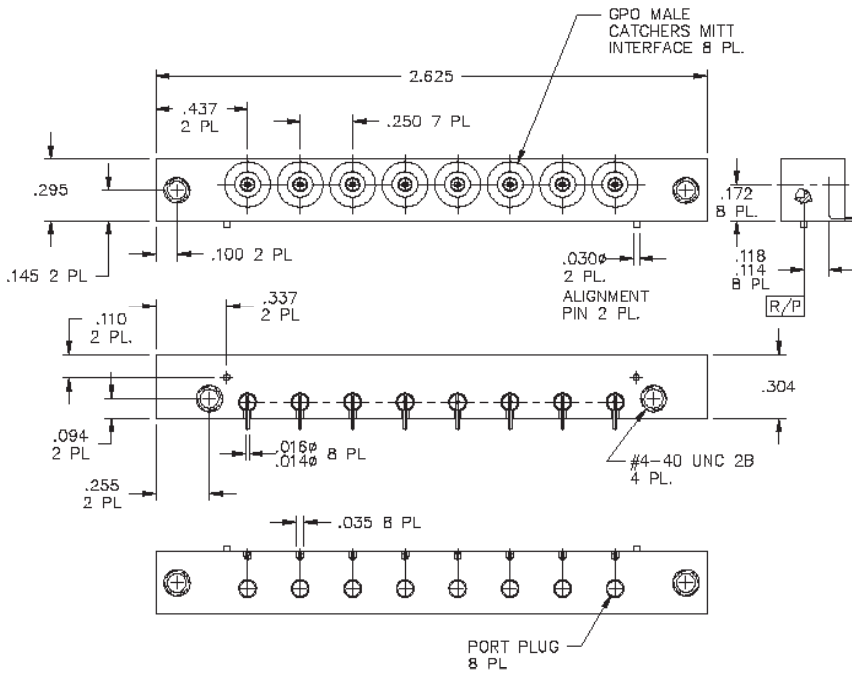 GPO MALE
CATCHERS MITT
INTERFACE 8 PL.
2.625
.437
2 PL
.250 7 PL
.295
.172
8 PL.
.100 2 PL
.145 2 PL
.030ø
2 PL.
ALIGNMENT
PIN 2 PL.
.118
.114
8 PL
R/P
.337
2 PL
.110
2 PL.
.304
.094
2 PL
.016ø
.014ø
8 PL
#4-40 UNC 2B
4 PL.
.255
2 PL
.035 8 PL
PORT PLUG
8 PL